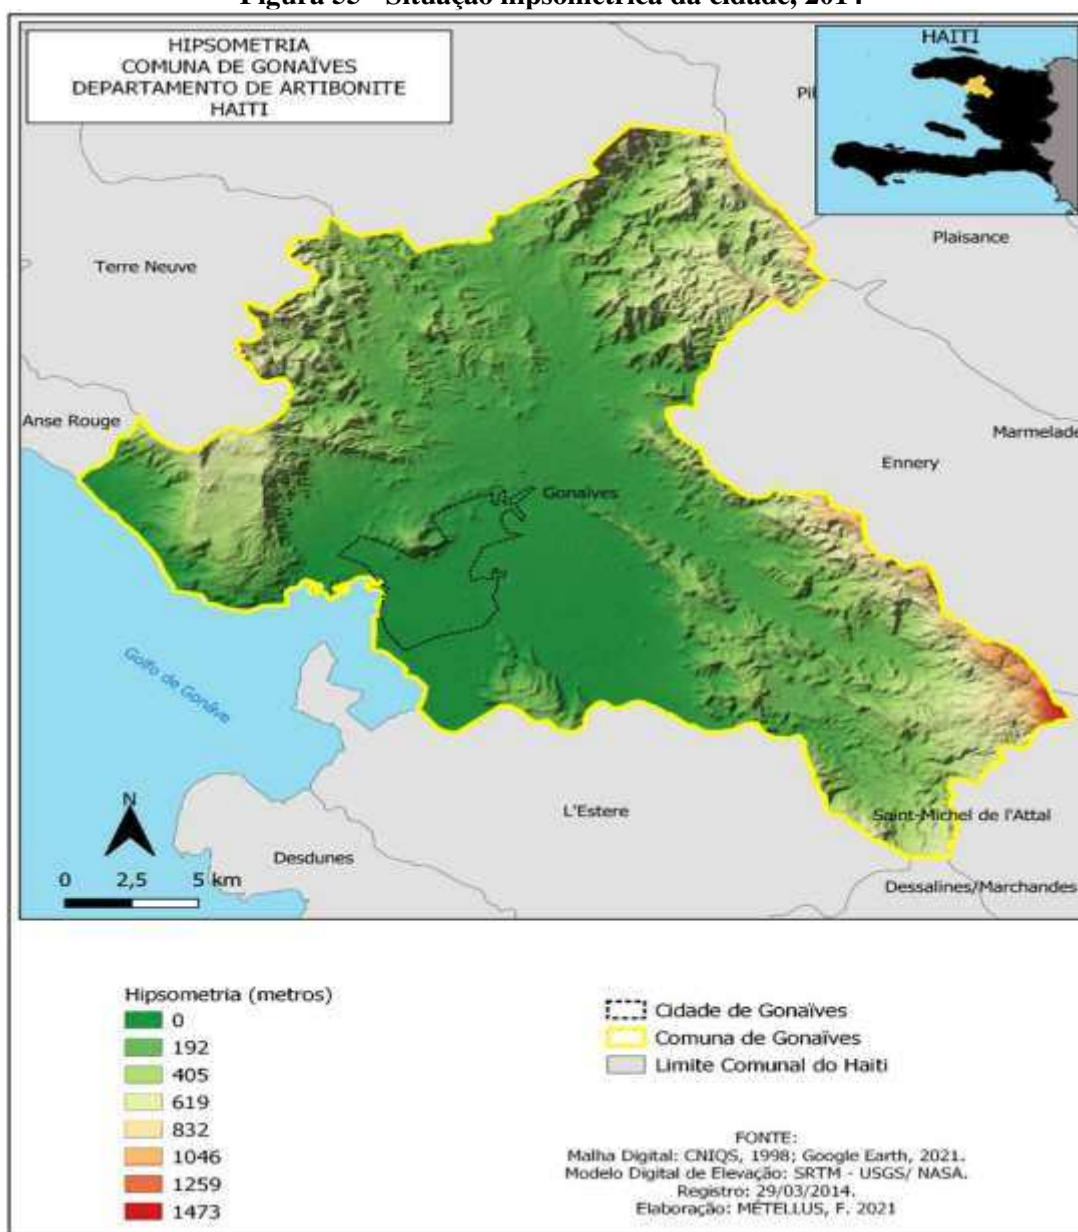 Figura 35 - Situação hipsométrica da cidade, 2014
HIPSOMETRIA
COMUNA DE GONAÏVES
DEPARTAMENTO DE ARTIBONITE
HAITI
HAITI
Plaisance
Terre Neuve
Anse Rouge
Marmelade
Ennery
Gonaïves
Golfo de Gonâve
L'Estere
Saint-Michel de l'Attal
Desdunes
Dessalines/Marchandes
N
0 2,5 5 km
Hipsometria (metros)
0
192
405
619
832
1046
1259
1473
Cidade de Gonaïves
Comuna de Gonaïves
Limite Comunal do Haiti
FONTE:
Malha Digital: CNIQS, 1998; Google Earth, 2021.
Modelo Digital de Elevação: SRTM - USGS/ NASA.
Registro: 29/03/2014.
Elaboração: MÉTELLUS, F. 2021